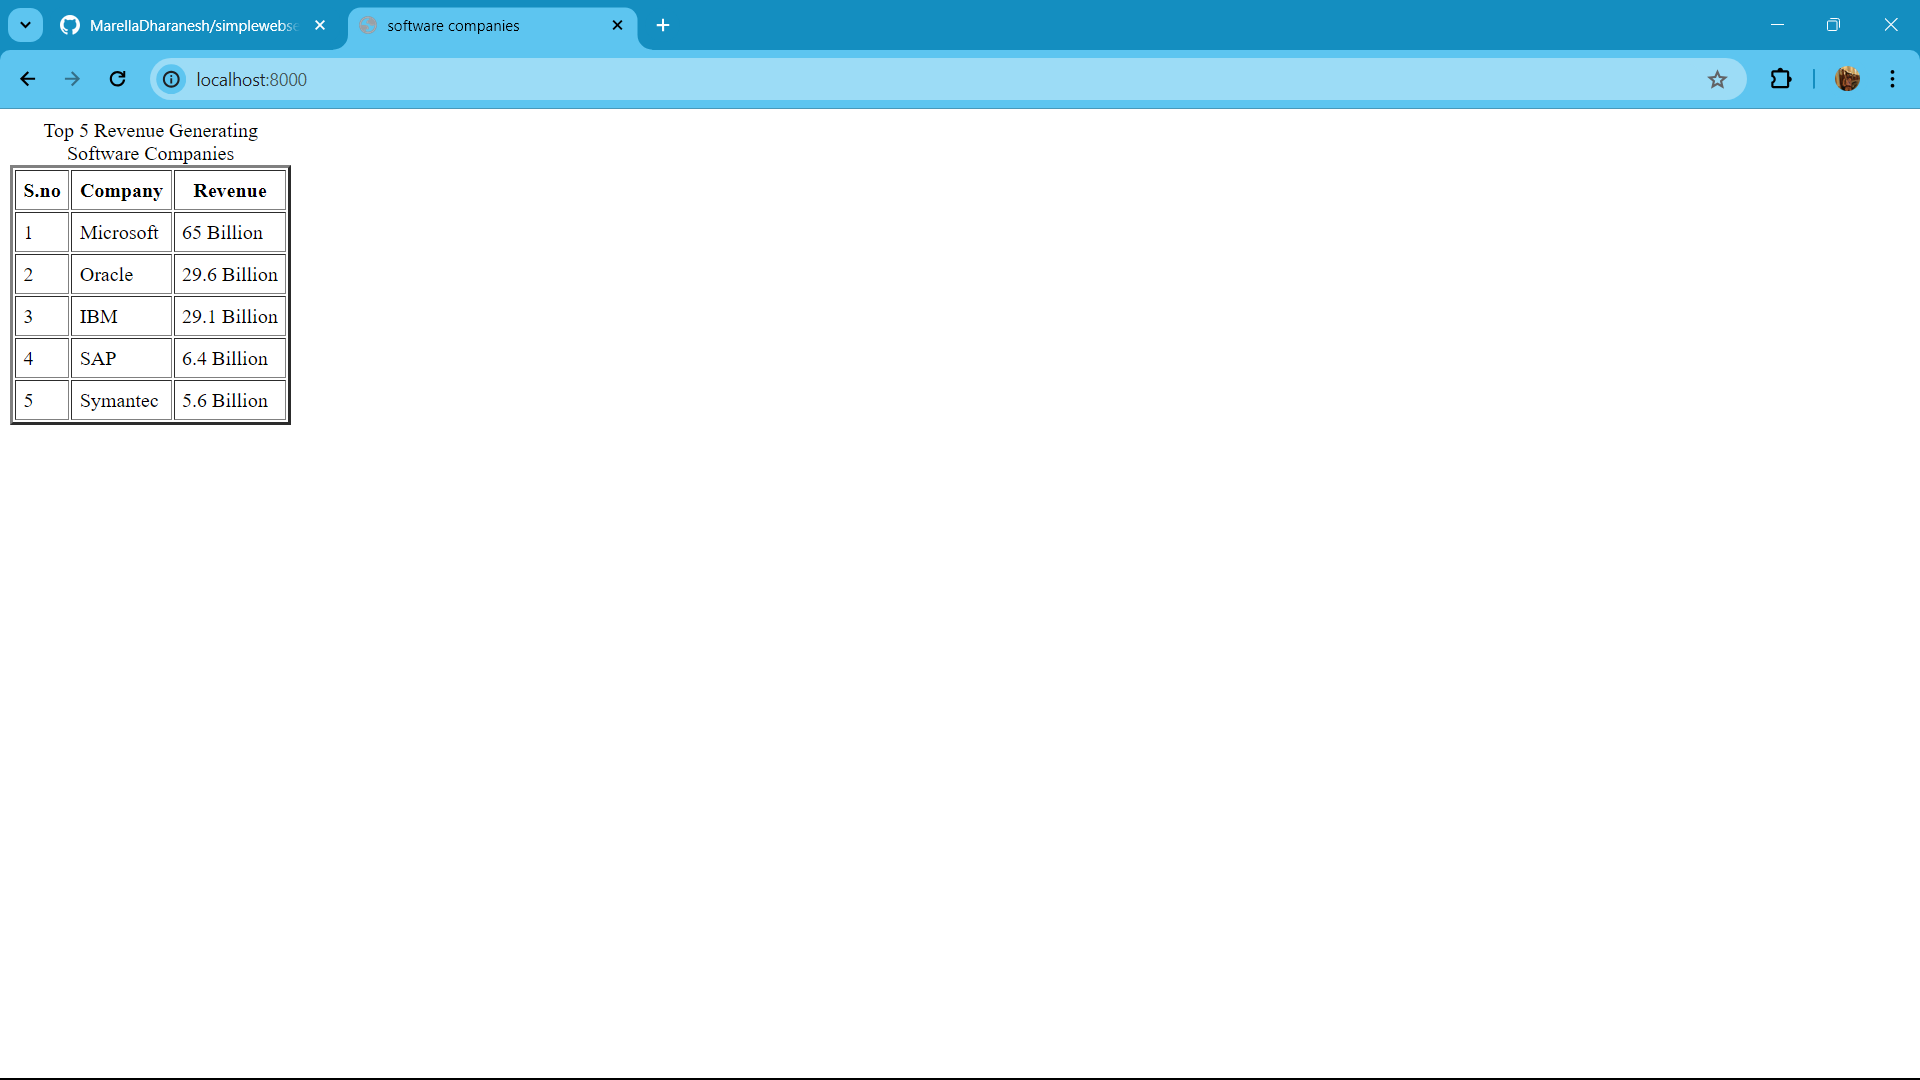 MarellaDharanesh/simplewebse
software companies
localhost:8000
Top 5 Revenue Generating
Software Companies
S.no Company Revenue
1 Microsoft 65 Billion
2 Oracle 29.6 Billion
3 IBM 29.1 Billion
4 SAP 6.4 Billion
5 Symantec 5.6 Billion